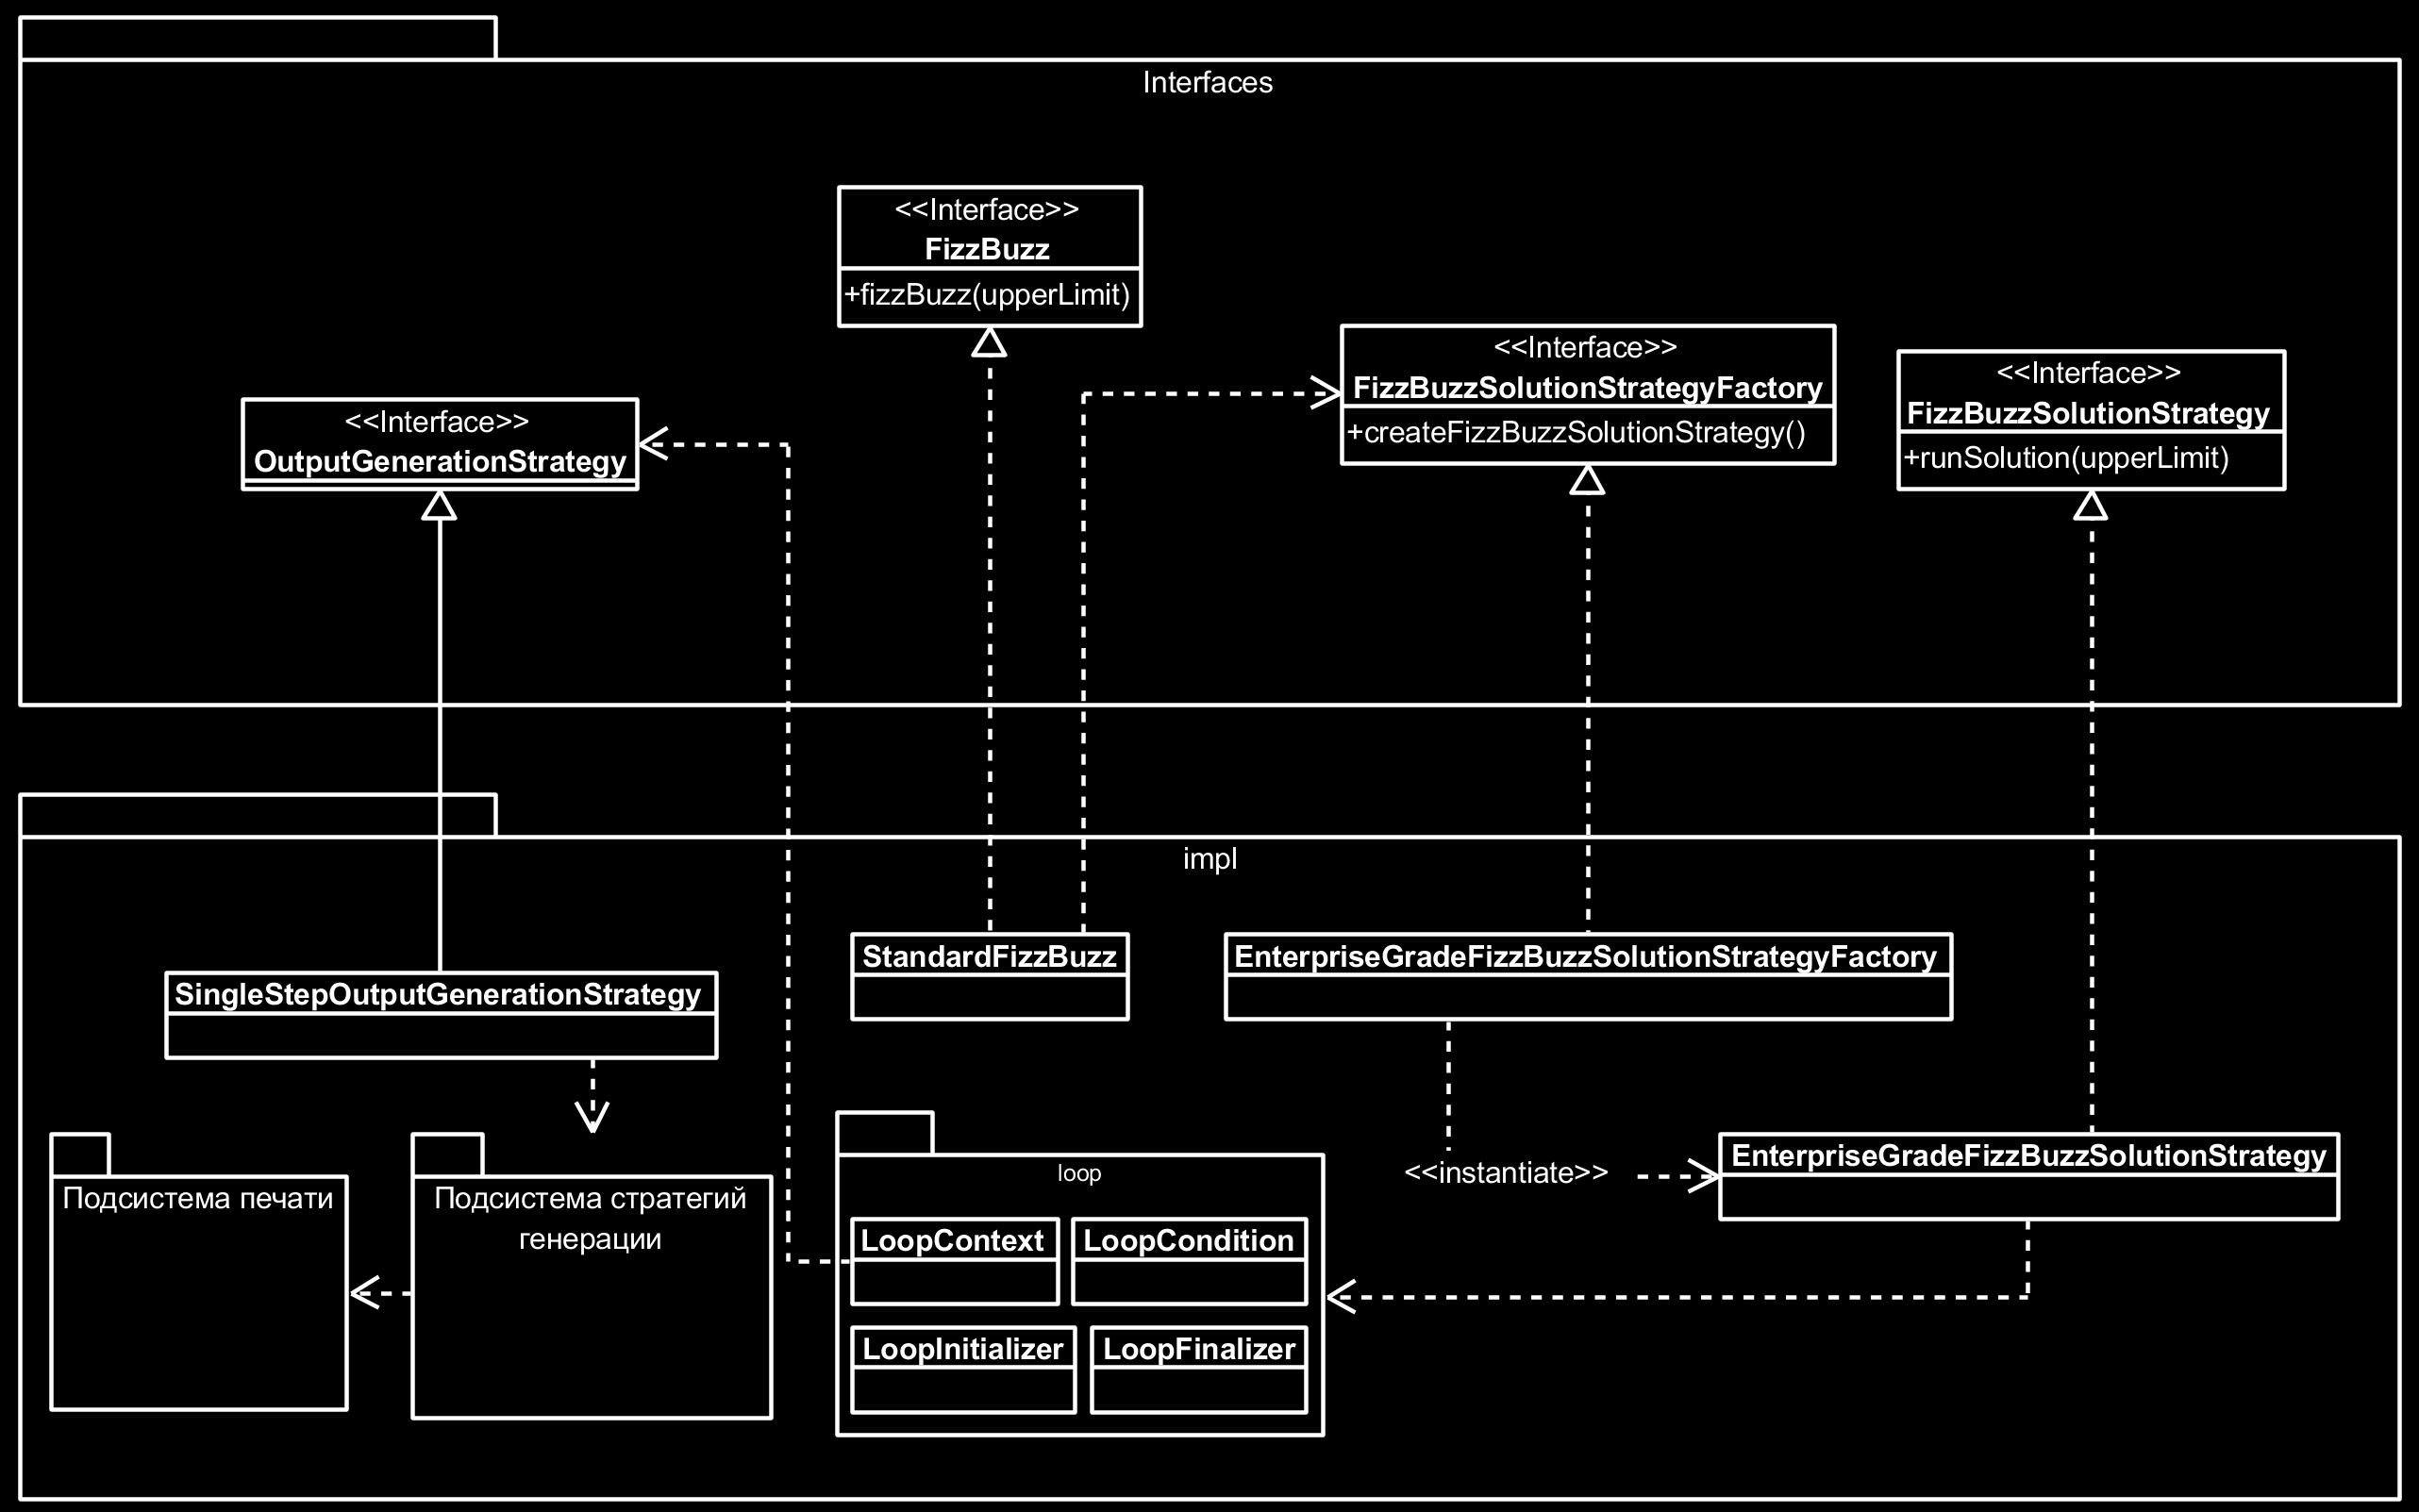 Interfaces
<<Interface>>
FizzBuzz
+fizzBuzz(upperLimit)
<<Interface>>
FizzBuzzSolutionStrategyFactory
+createFizzBuzzSolutionStrategy()
<<Interface>>
FizzBuzzSolutionStrategy
+runSolution(upperLimit)
<<Interface>>
OutputGenerationStrategy
impl
StandardFizzBuzz
EnterpriseGradeFizzBuzzSolutionStrategyFactory
SingleStepOutputGenerationStrategy
<<instantiate>>
EnterpriseGradeFizzBuzzSolutionStrategy
Подсистема печати
Подсистема стратегий
генерации
loop
LoopContext
LoopCondition
LoopInitializer
LoopFinalizer